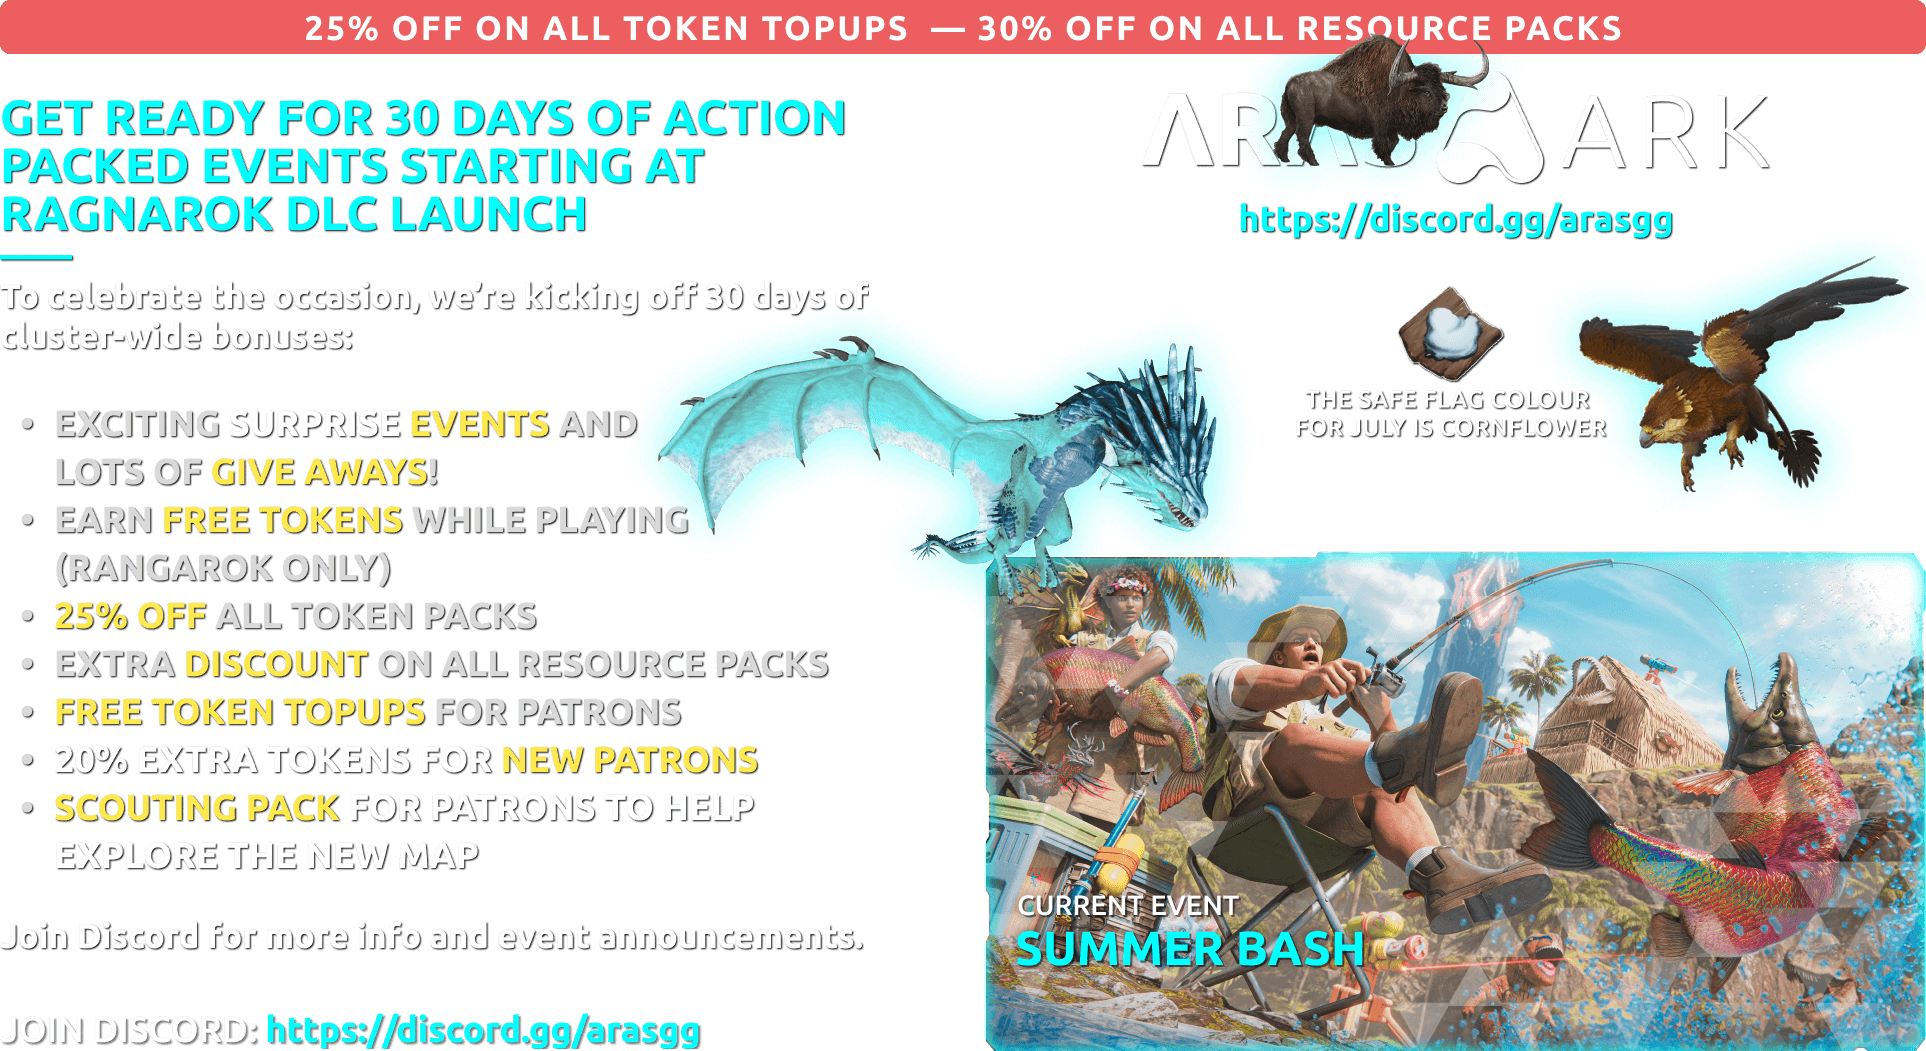 25% OFF ON ALL TOKEN TOPUPS — 30% OFF ON ALL RESOURCE PACKS
GET READY FOR 30 DAYS OF ACTION
PACKED EVENTS STARTING AT
RAGNAROK DLC LAUNCH
To celebrate the occasion, we're kicking off 30 days of
cluster-wide bonuses:
• EXCITING SURPRISE EVENTS AND
LOTS OF GIVE AWAYS!
• EARN FREE TOKENS WHILE PLAYING
(RANGAROK ONLY)
• 25% OFF ALL TOKEN PACKS
• EXTRA DISCOUNT ON ALL RESOURCE PACKS
• FREE TOKEN TOPUPS FOR PATRONS
• 20% EXTRA TOKENS FOR NEW PATRONS
• SCOUTING PACK FOR PATRONS TO HELP
EXPLORE THE NEW MAP
Join Discord for more info and event announcements.
JOIN DISCORD: https://discord.gg/arasgg
ARAS ARK
https://discord.gg/arasgg
THE SAFE FLAG COLOUR
FOR JULY IS CORNFLOWER
CURRENT EVENT
SUMMER BASH